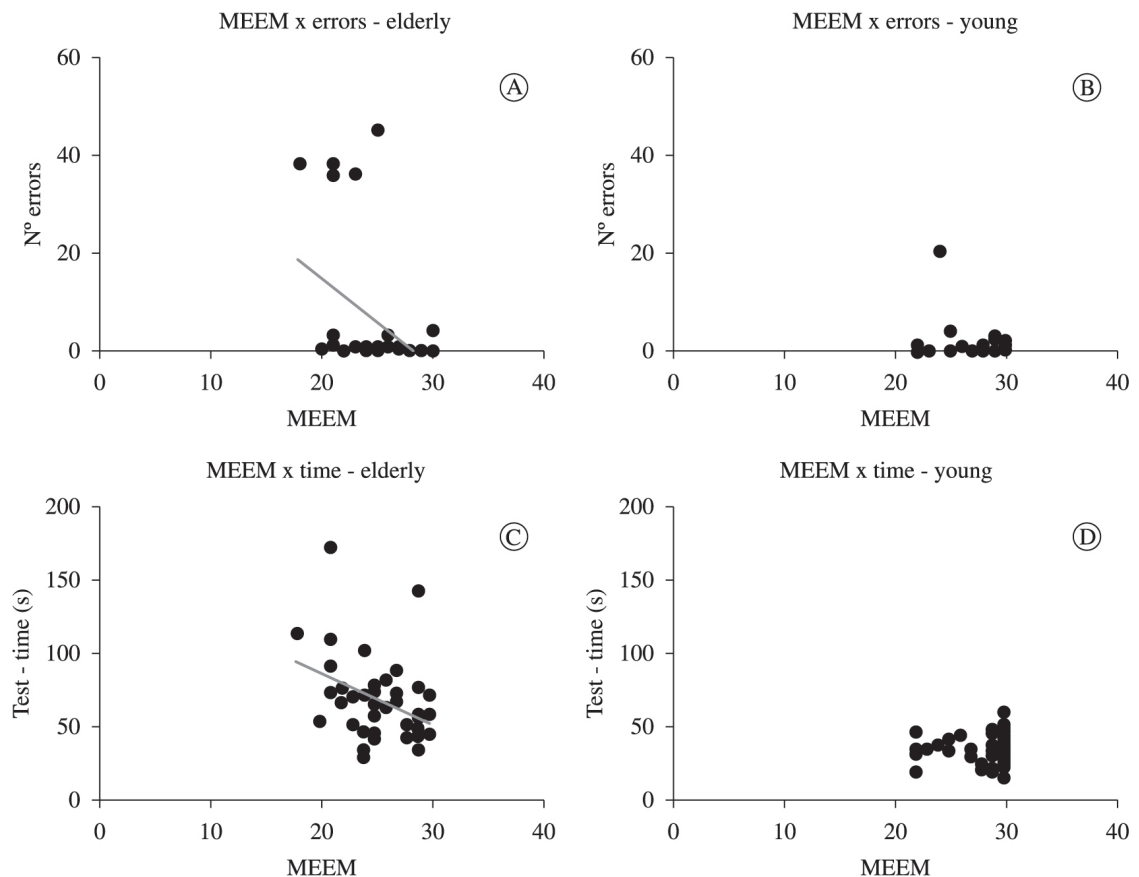 MEEM x errors - elderly
60
40
20
0
Nº errors
A
0 10 20 30 40
MEEM
MEEM x errors - young
60
40
20
0
Nº errors
B
0 10 20 30 40
MEEM
MEEM x time - elderly
200
150
100
50
0
Test - time (s)
C
0 10 20 30 40
MEEM
MEEM x time - young
200
150
100
50
0
Test - time (s)
D
0 10 20 30 40
MEEM